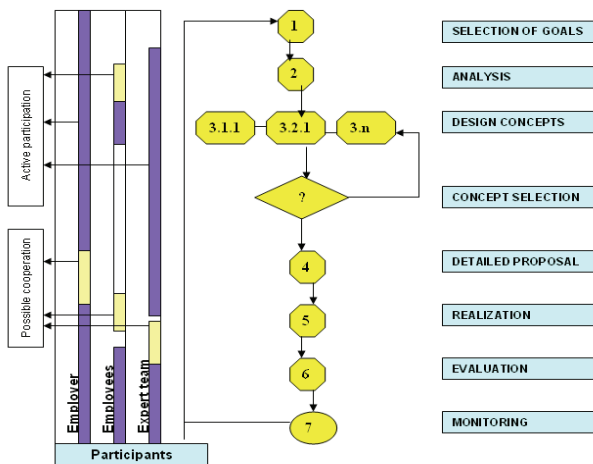 Active participation
Possible cooperation
Employer
Employees
Expert team
Participants
1
2
3.1.1
3.2.1
3.n
?
4
5
6
7
SELECTION OF GOALS
ANALYSIS
DESIGN CONCEPTS
CONCEPT SELECTION
DETAILED PROPOSAL
REALIZATION
EVALUATION
MONITORING